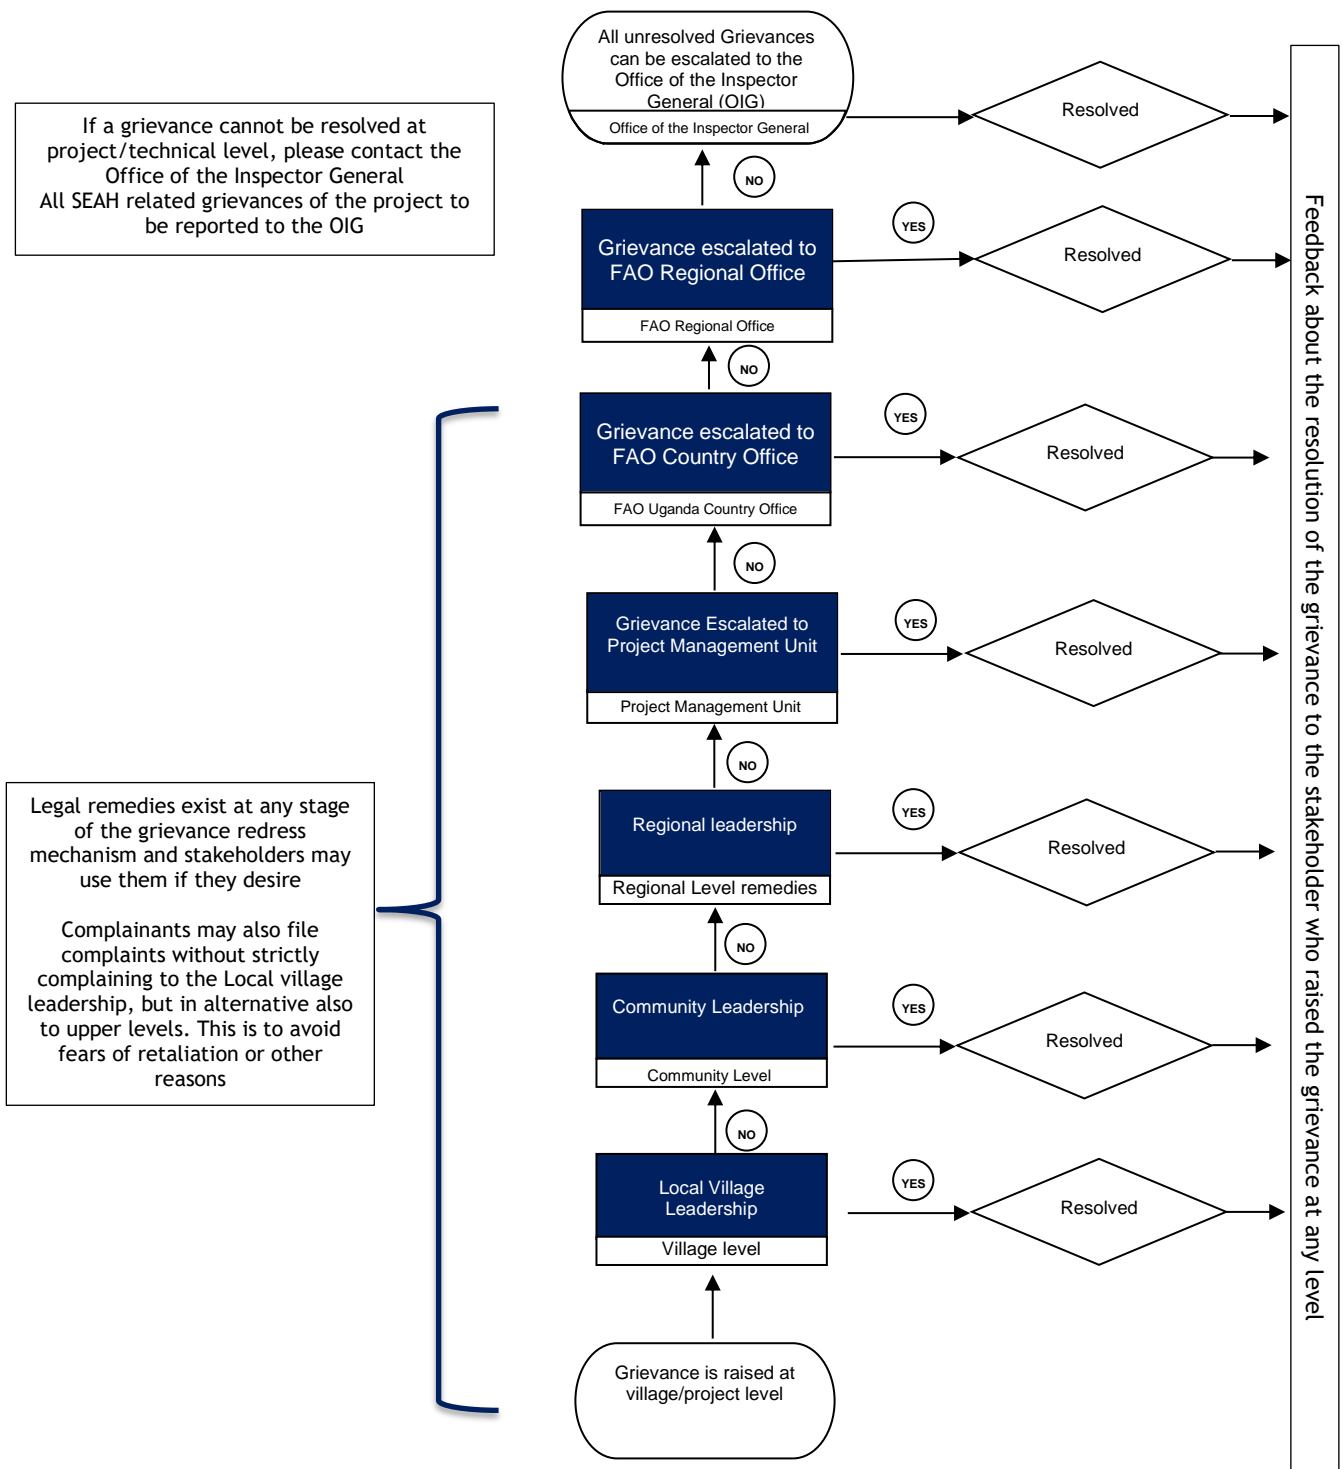 All unresolved Grievances
can be escalated to the
Office of the Inspector
General (OIG)
Office of the Inspector General
Resolved
If a grievance cannot be resolved at
project/technical level, please contact the
Office of the Inspector General
All SEAH related grievances of the project to
be reported to the OIG
NO
Grievance escalated to
FAO Regional Office
FAO Regional Office
YES
Resolved
NO
Grievance escalated to
FAO Country Office
FAO Uganda Country Office
YES
Resolved
NO
Grievance Escalated to
Project Management Unit
Project Management Unit
YES
Resolved
NO
Regional leadership
Regional Level remedies
YES
Resolved
Legal remedies exist at any stage
of the grievance redress
mechanism and stakeholders may
use them if they desire
Complainants may also file
complaints without strictly
complaining to the Local village
leadership, but in alternative also
to upper levels. This is to avoid
fears of retaliation or other
reasons
NO
Community Leadership
Community Level
YES
Resolved
NO
Local Village
Leadership
Village level
YES
Resolved
Grievance is raised at
village/project level
Feedback about the resolution of the grievance to the stakeholder who raised the grievance at any level